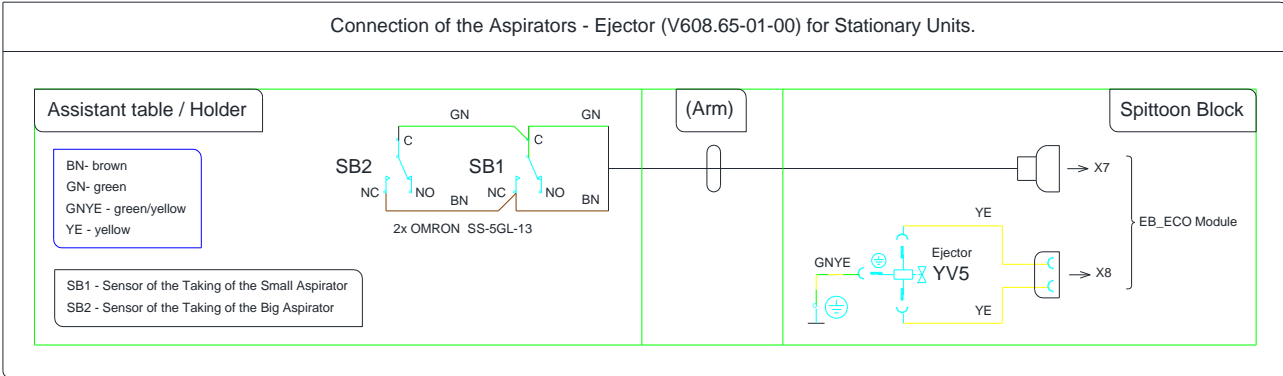 Connection of the Aspirators - Ejector (V608.65-01-00) for Stationary Units.
Assistant table / Holder
(Arm)
Spittoon Block
BN- brown
GN- green
GNYE - green/yellow
YE - yellow
GN
GN
C
C
SB2
SB1
NC
NO
NC
NO
BN
BN
2x OMRON SS-5GL-13
X7
EB_ECO Module
YE
Ejector
YV5
GNYE
X8
YE
SB1 - Sensor of the Taking of the Small Aspirator
SB2 - Sensor of the Taking of the Big Aspirator